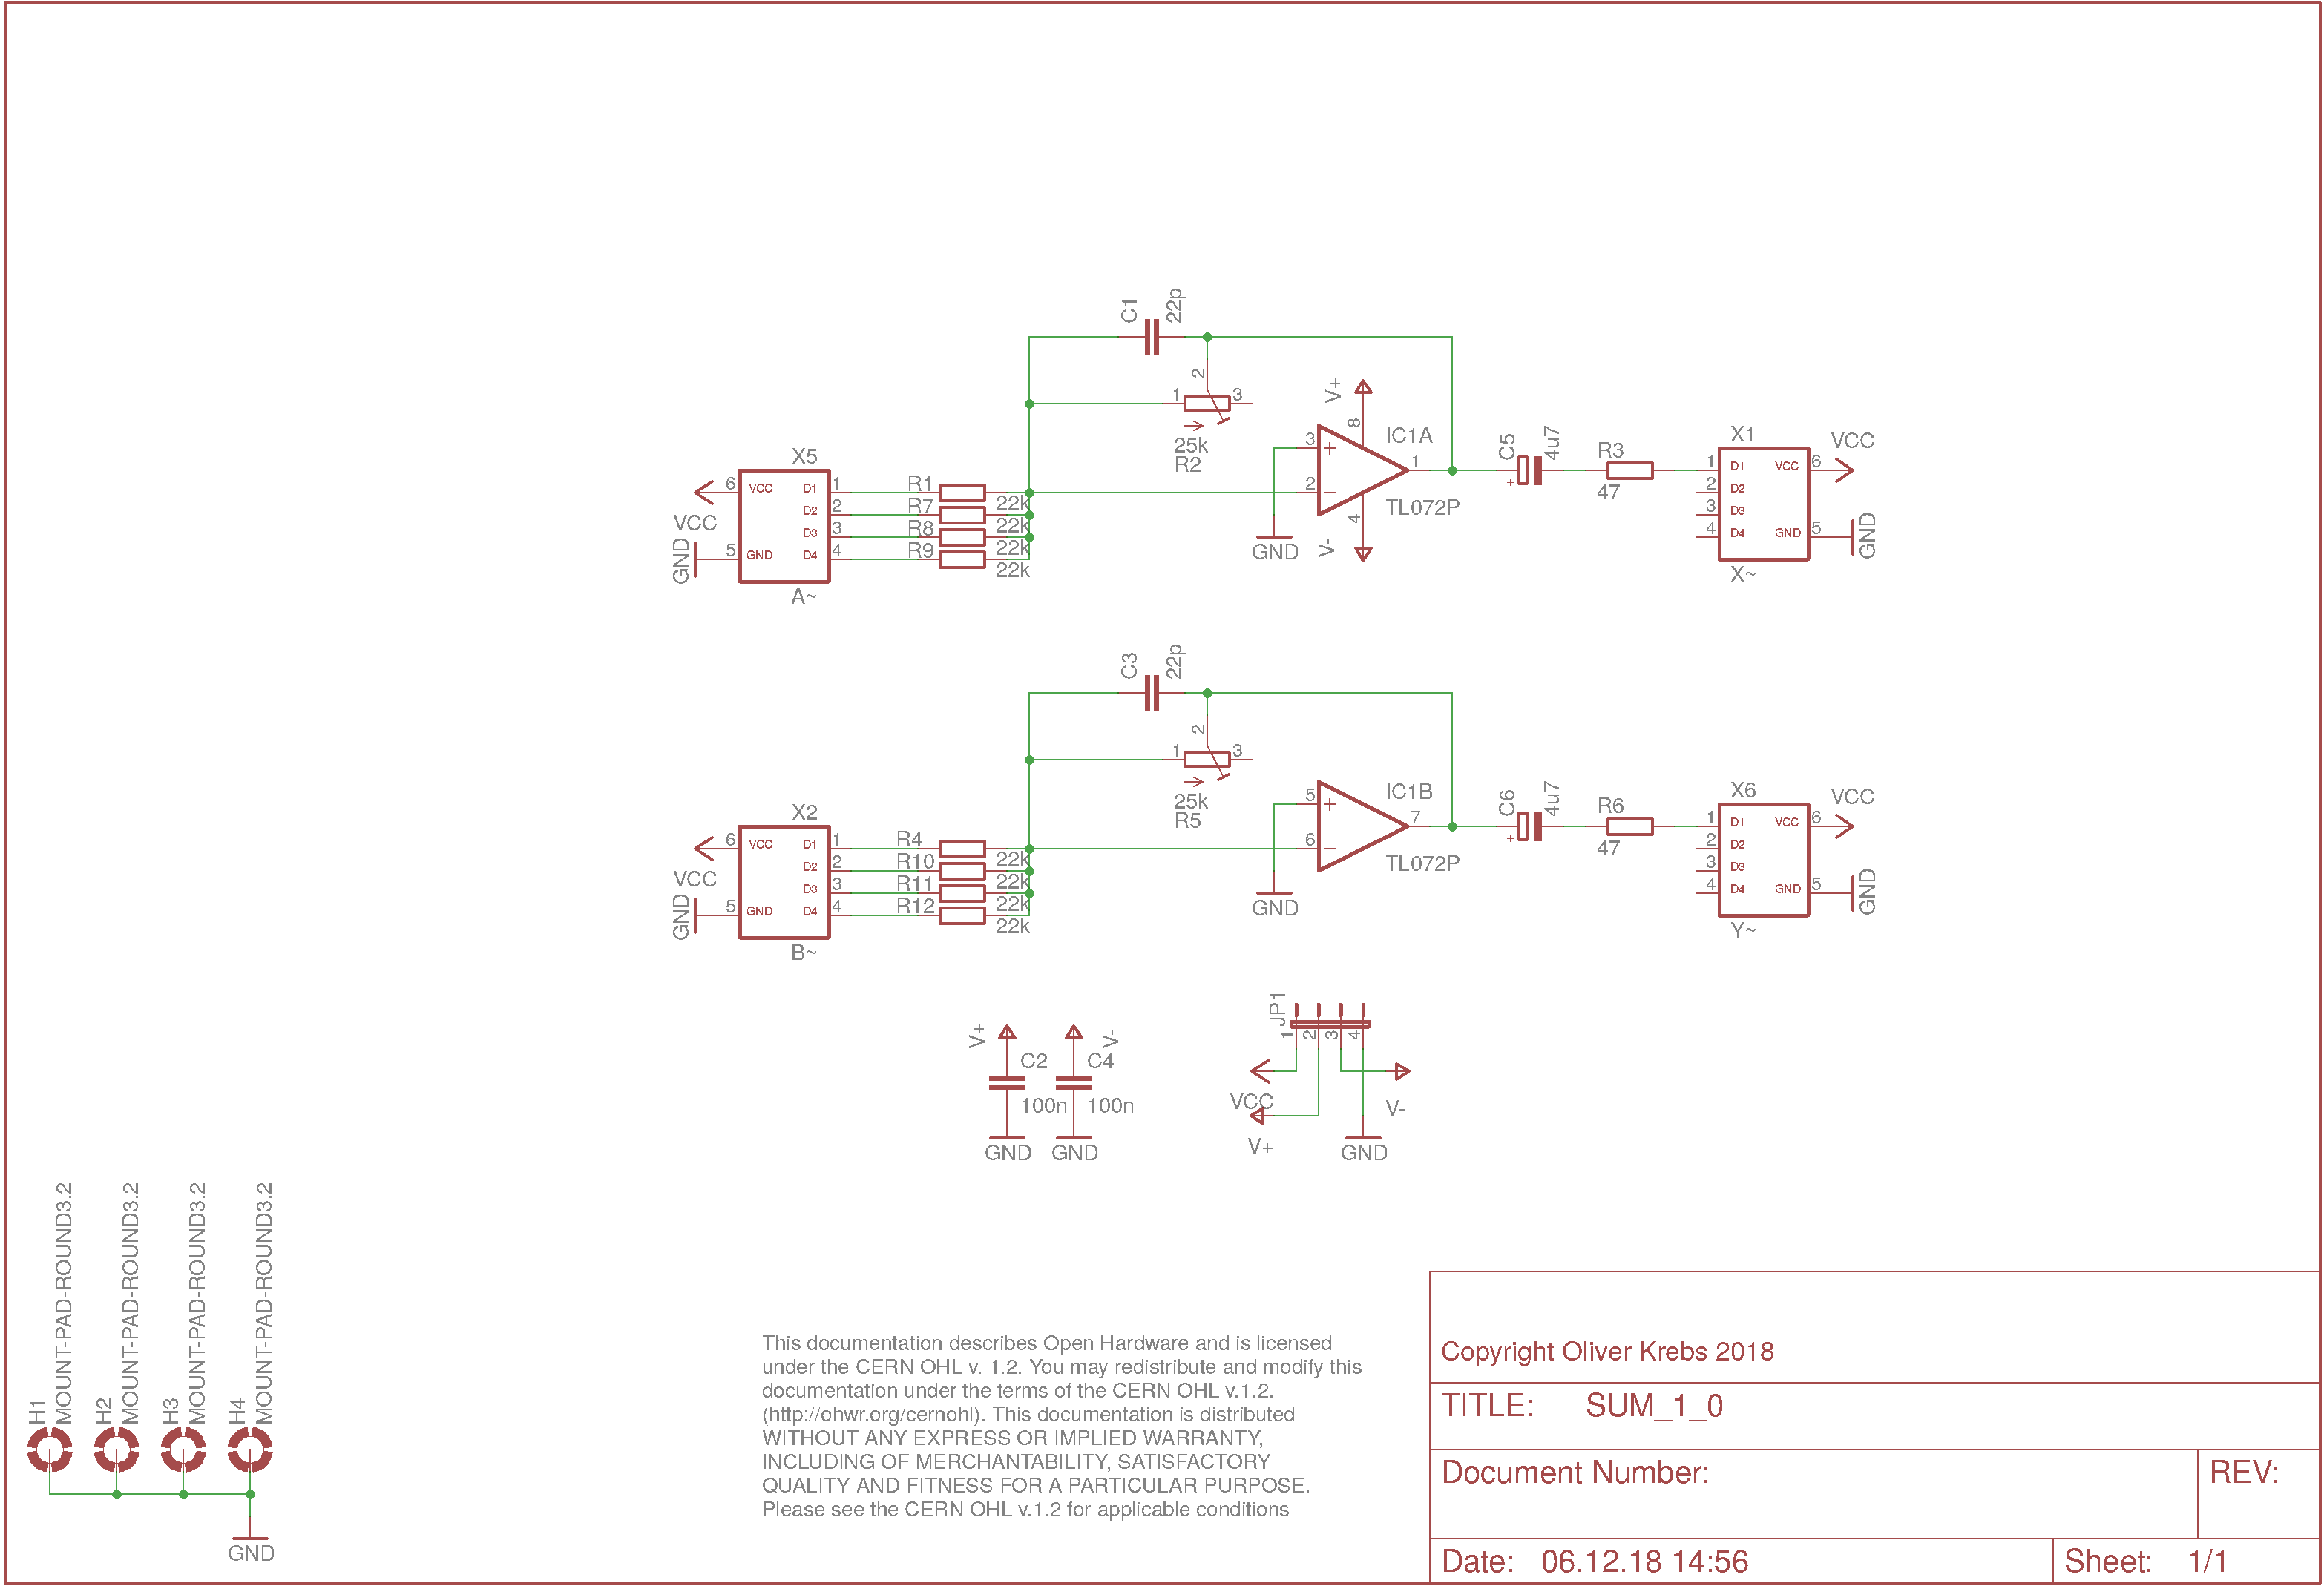 C1
22p
2
1
3
25k
R2
V+
8
3
2
IC1A
1
TL072P
4
V-
GND
C5
4u7
+
R3
47
X1
VCC
1
D1
VCC
6
2
D2
3
D3
4
D4
GND
5
GND
X~
X5
6
VCC
D1
1
R1
22k
D2
2
R7
22k
VCC
D3
3
R8
22k
GND
5
GND
D4
4
R9
22k
A~
C3
22p
2
1
3
25k
R5
5
6
IC1B
7
TL072P
GND
C6
4u7
+
R6
47
X6
VCC
1
D1
VCC
6
2
D2
3
D3
4
D4
GND
5
GND
Y~
X2
6
VCC
D1
1
R4
22k
D2
2
R10
22k
VCC
D3
3
R11
22k
GND
5
GND
D4
4
R12
22k
B~
V+
C2
100n
GND
V-
C4
100n
GND
JP1
1
2
3
4
VCC
V+
V-
GND
H1
MOUNT-PAD-ROUND3.2
H2
MOUNT-PAD-ROUND3.2
H3
MOUNT-PAD-ROUND3.2
H4
MOUNT-PAD-ROUND3.2
GND
This documentation describes Open Hardware and is licensed
under the CERN OHL v. 1.2. You may redistribute and modify this
documentation under the terms of the CERN OHL v.1.2.
(http://ohwr.org/cernohl). This documentation is distributed
WITHOUT ANY EXPRESS OR IMPLIED WARRANTY,
INCLUDING OF MERCHANTABILITY, SATISFACTORY
QUALITY AND FITNESS FOR A PARTICULAR PURPOSE.
Please see the CERN OHL v.1.2 for applicable conditions
Copyright Oliver Krebs 2018
TITLE: SUM_1_0
Document Number:
REV:
Date: 06.12.18 14:56
Sheet: 1/1